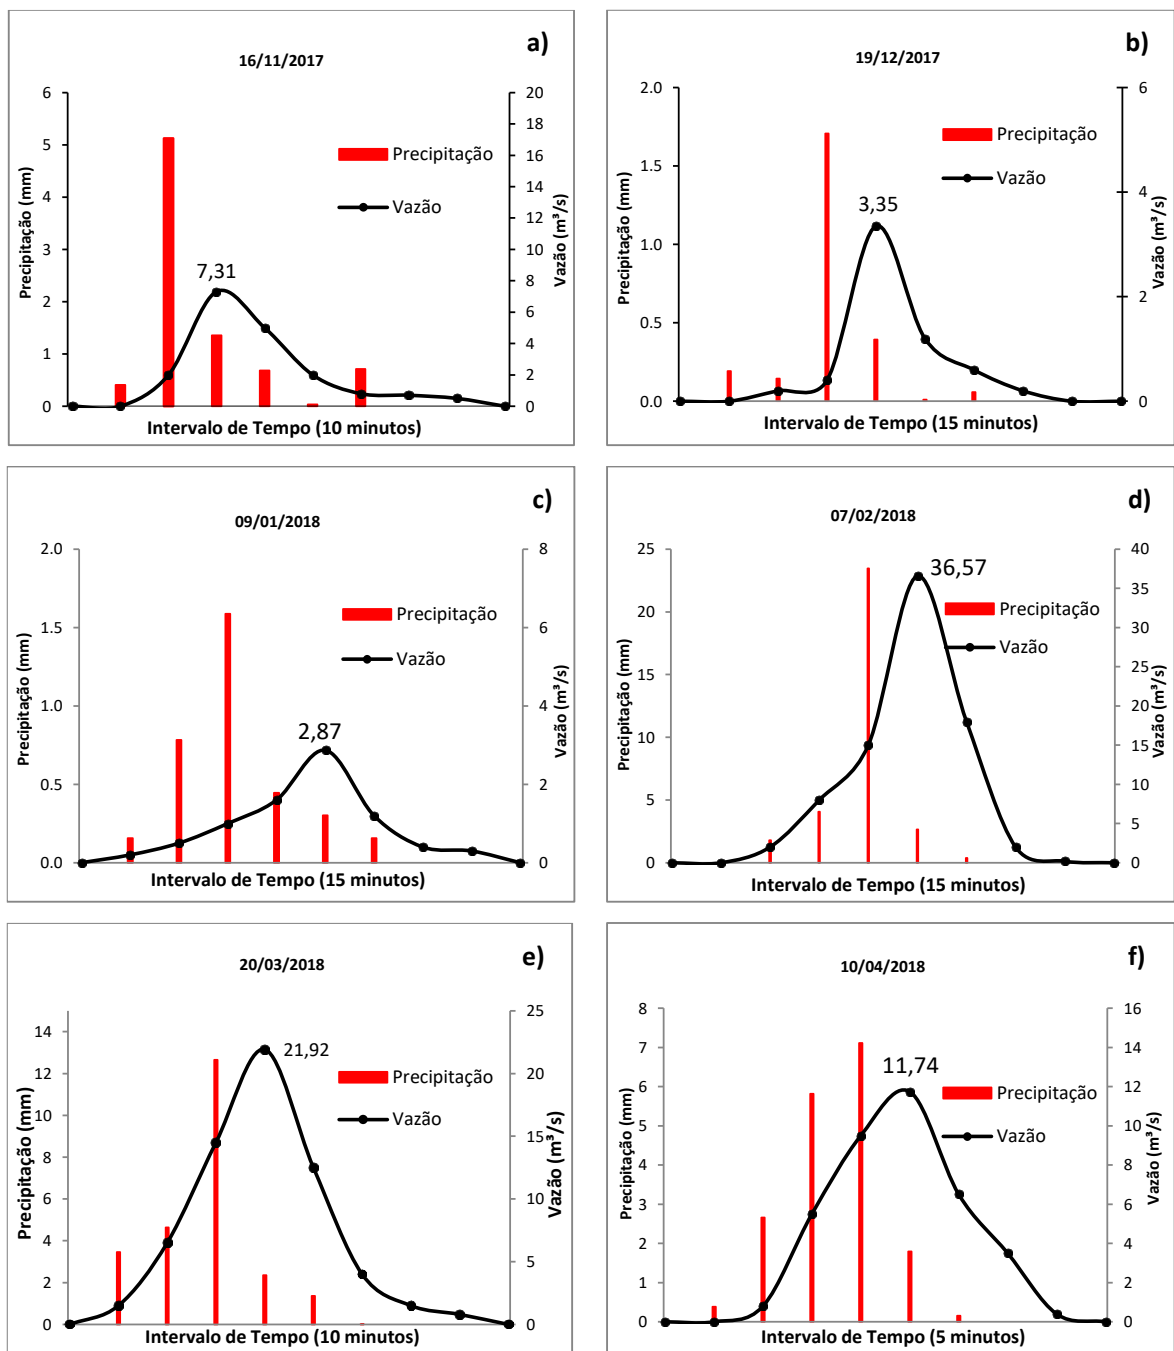 a)
16/11/2017
Precipitação (mm)
6
5
4
3
2
1
0
20
18
16
14
12
10
8
6
4
2
0
Vazão (m³/s)
Precipitação
Vazão
7,31
Intervalo de Tempo (10 minutos)
b)
19/12/2017
Precipitação (mm)
2.0
1.5
1.0
0.5
0.0
6
4
2
0
Vazão (m³/s)
Precipitação
Vazão
3,35
Intervalo de Tempo (15 minutos)
c)
09/01/2018
Precipitação (mm)
2.0
1.5
1.0
0.5
0.0
8
6
4
2
0
Vazão (m³/s)
Precipitação
Vazão
2,87
Intervalo de Tempo (15 minutos)
d)
07/02/2018
Precipitação (mm)
25
20
15
10
5
0
40
35
30
25
20
15
10
5
0
Vazão (m³/s)
36,57
Precipitação
Vazão
Intervalo de Tempo (15 minutos)
e)
20/03/2018
Precipitação (mm)
14
12
10
8
6
4
2
0
25
20
15
10
5
0
Vazão (m³/s)
21,92
Precipitação
Vazão
Intervalo de Tempo (10 minutos)
f)
10/04/2018
Precipitação (mm)
8
7
6
5
4
3
2
1
0
16
14
12
10
8
6
4
2
0
Vazão (m³/s)
11,74
Precipitação
Vazão
Intervalo de Tempo (5 minutos)